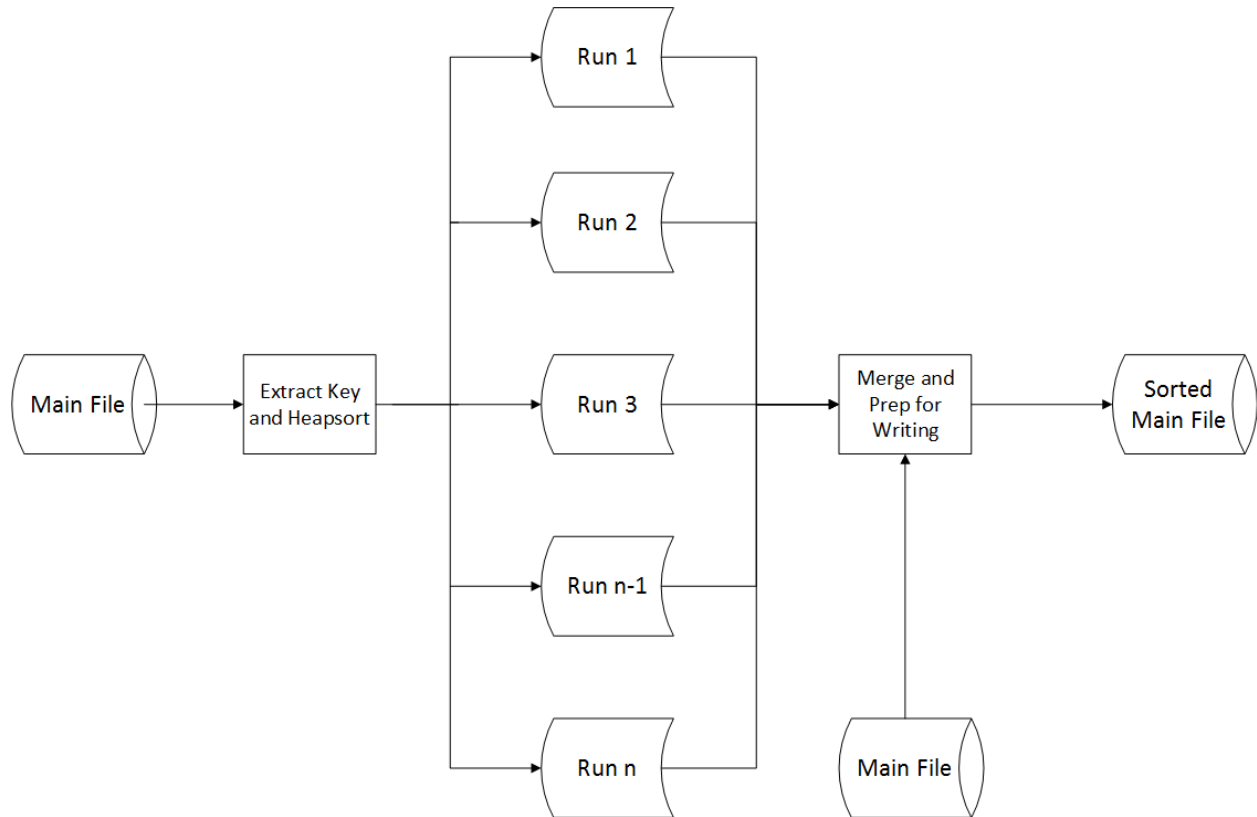 Run 1
Run 2
Main File
Extract Key
and Heapsort
Run 3
Merge and
Prep for
Writing
Sorted
Main File
Run n-1
Run n
Main File